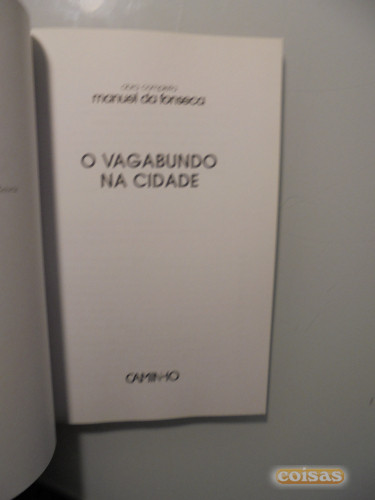 obra completa
manuel da fonseca
O VAGABUNDO
NA CIDADE
CAMINHO
coisas